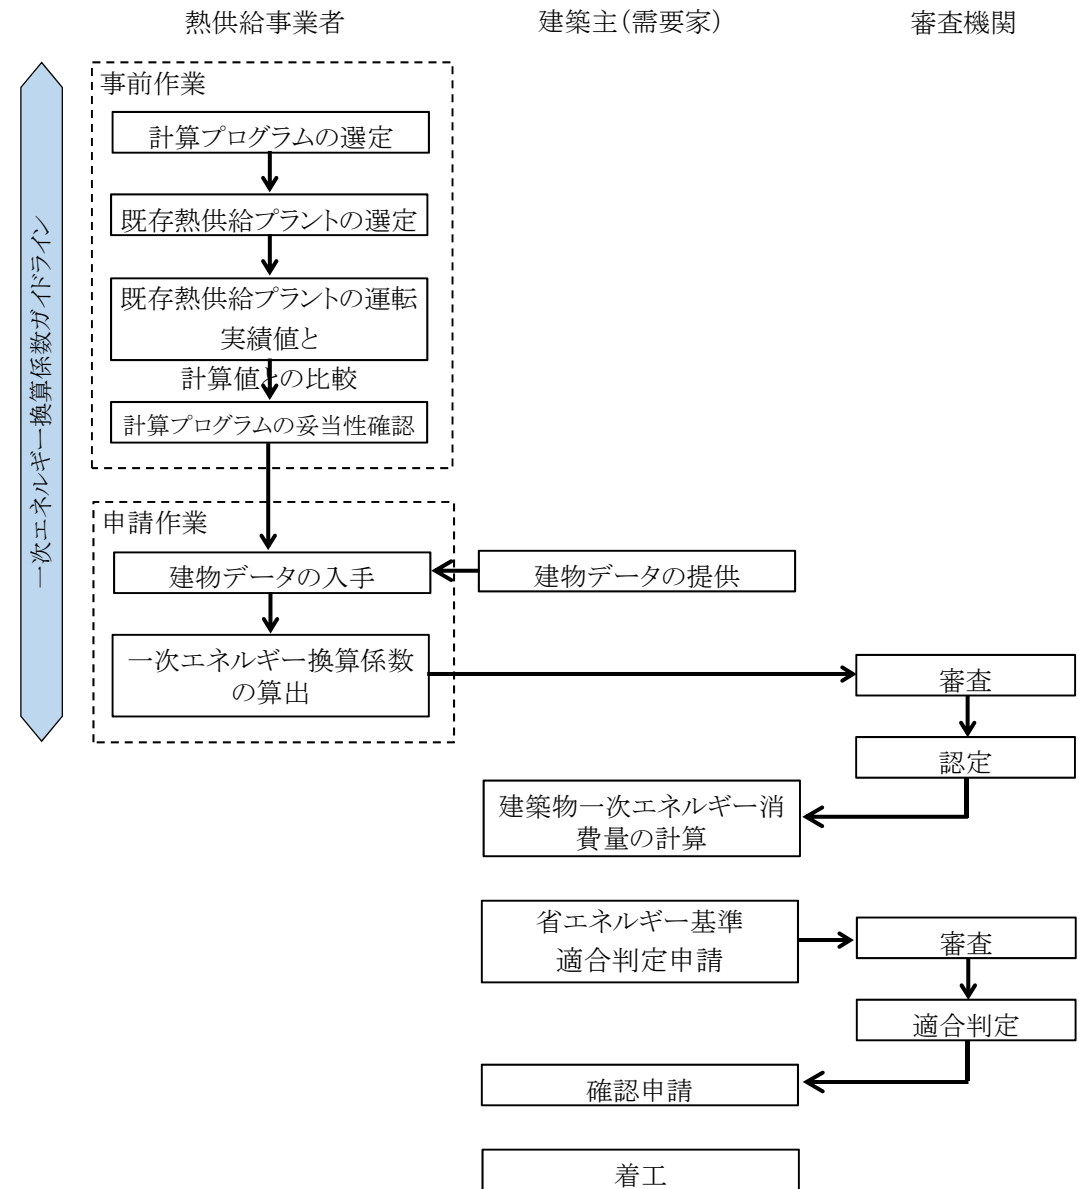 熱供給事業者
建築主(需要家)
審査機関
一次エネルギー換算係数ガイドライン
事前作業
計算プログラムの選定
既存熱供給プラントの選定
既存熱供給プラントの運転
実績値と
計算値との比較
計算プログラムの妥当性確認
申請作業
建物データの入手
建物データの提供
一次エネルギー換算係数
の算出
審査
認定
建築物一次エネルギー消
費量の計算
省エネルギー基準
適合判定申請
審査
適合判定
確認申請
着工